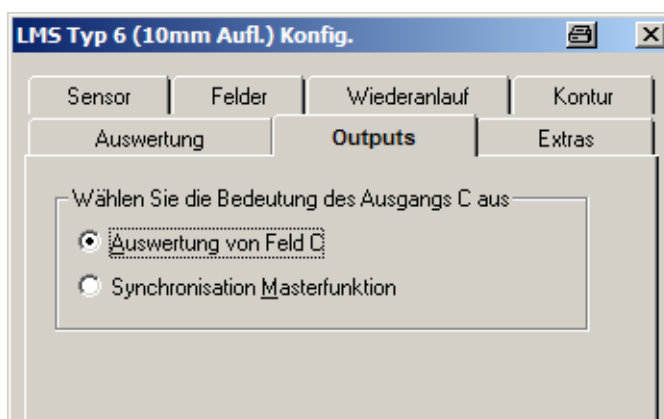 LMS Typ 6 (10mm Aufl.) Konfig.
Sensor Felder Wiederanlauf Kontur
Auswertung Outputs Extras
Wählen Sie die Bedeutung des Ausgangs C aus
Auswertung von Feld C
Synchronisation Masterfunktion